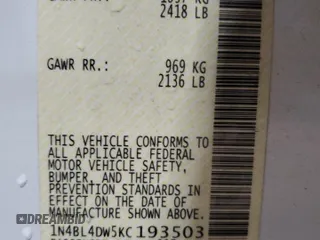 2418 LB
GAWR RR.: 969 KG
2136 LB
THIS VEHICLE CONFORMS TO
ALL APPLICABLE FEDERAL
MOTOR VEHICLE SAFETY,
BUMPER, AND THEFT
PREVENTION STANDARDS IN
EFFECT ON THE DATE OF
MANUFACTURE SHOWN ABOVE.
1N4BL4DW5KC193503
DREAMBID